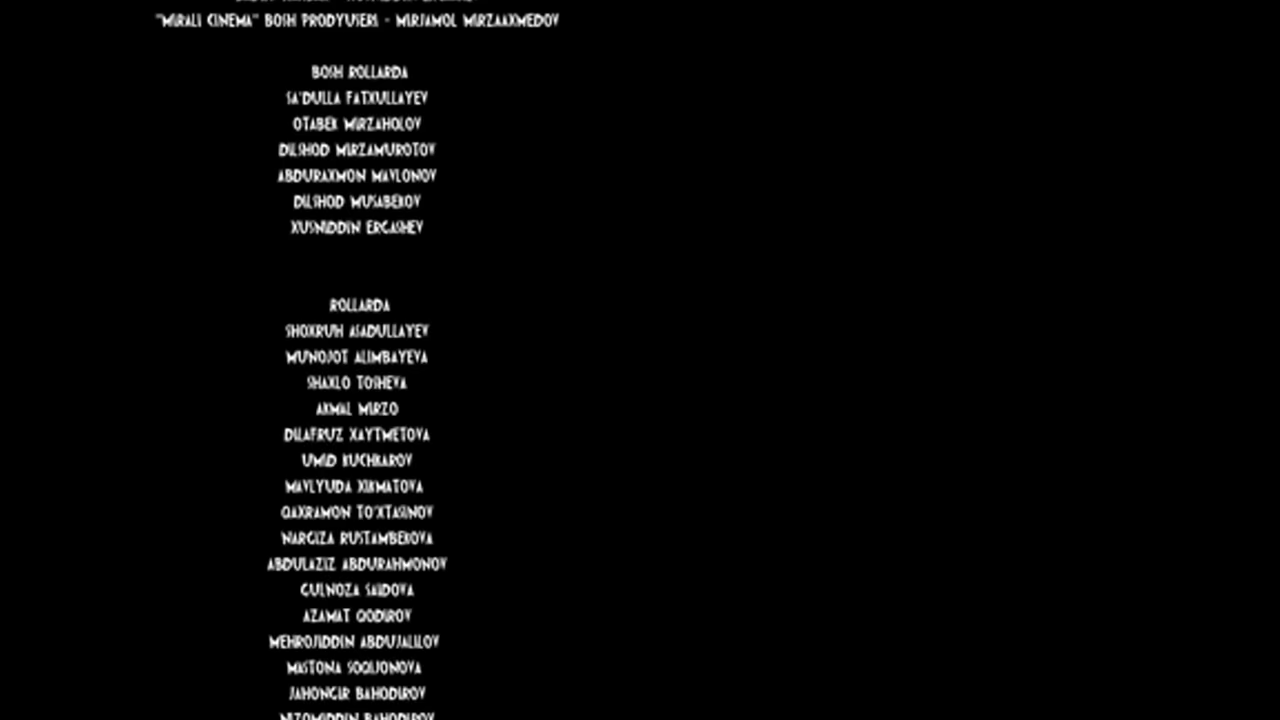 "MIRALI CINEMA" BOSH PRODYUSERI - MIRJAMOL MIRZAAXMEDOV
BOSH ROLLARDA
SA'DULLA FATXULLAYEV
OTABEK MIRZAHOLOV
DILSHOD MIRZAMUROTOV
ABDURAXMON MAVLONOV
DILSHOD MUSABEKOV
XUSNIDDIN ERGASHEV
ROLLARDA
SHOXRUH ASADULLAYEV
MUNOJOT ALIMBAYEVA
SHAXLO TOSHEVA
AKMAL MIRZO
DILAFRUZ XAYTMETOVA
UMID KUCHKAROV
MAVLYUDA XIKMATOVA
QAXRAMON TO'XTASINOV
NARGIZA RUSTAMBEKOVA
ABDULAZIZ ABDURAHMONOV
GULNOZA SAIDOVA
AZAMAT QODIROV
MEHROJIDDIN ABDUJALILOV
MASTONA SOQIJONOVA
JAHONGIR BAHODIROV
NIZOMIDDIN BAHODIROV